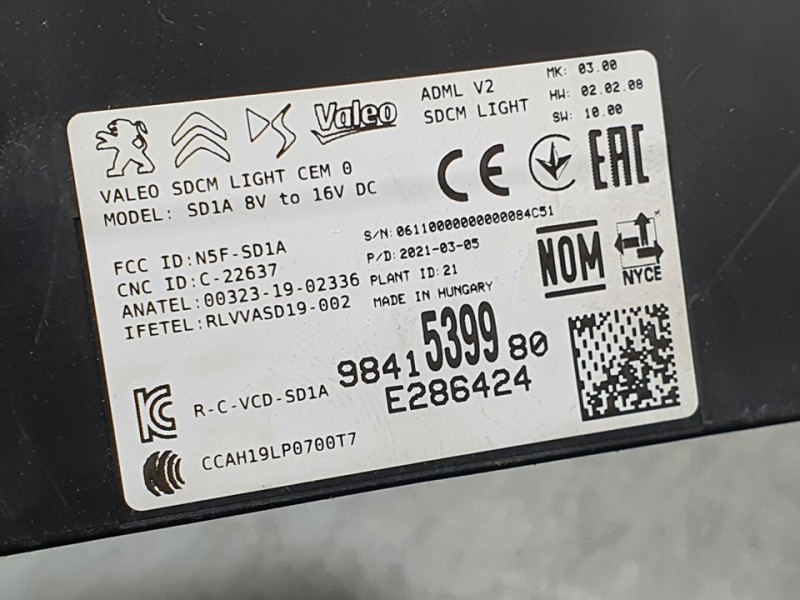 DS
Valeo
ADML V2
SDCM LIGHT
MK: 03.00
HW: 02.02.08
SW: 10.00
VALEO SDCM LIGHT CEM 0
MODEL: SD1A 8V to 16V DC
CE
EAC
FCC ID:N5F-SD1A
CNC ID:C-22637
ANATEL:00323-19-02336
IFETEL:RLVVASD19-002
S/N:06110000000000084C51
P/D:2021-03-05
PLANT ID:21
MADE IN HUNGARY
NOM
NYCE
9841539980
E286424
R-C-VCD-SD1A
CCAH19LP0700T7